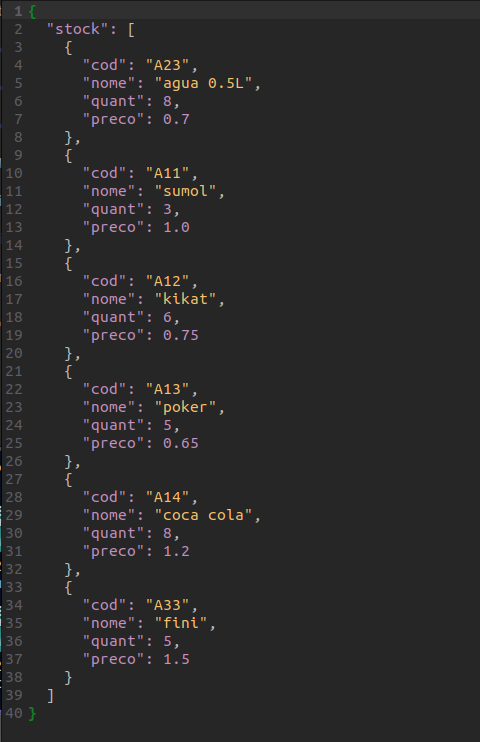 1 {
2   "stock": [
3     {
4       "cod": "A23",
5       "nome": "agua 0.5L",
6       "quant": 8,
7       "preco": 0.7
8     },
9     {
10       "cod": "A11",
11       "nome": "sumol",
12       "quant": 3,
13       "preco": 1.0
14     },
15     {
16       "cod": "A12",
17       "nome": "kikat",
18       "quant": 6,
19       "preco": 0.75
20     },
21     {
22       "cod": "A13",
23       "nome": "poker",
24       "quant": 5,
25       "preco": 0.65
26     },
27     {
28       "cod": "A14",
29       "nome": "coca cola",
30       "quant": 8,
31       "preco": 1.2
32     },
33     {
34       "cod": "A33",
35       "nome": "fini",
36       "quant": 5,
37       "preco": 1.5
38     }
39   ]
40 }